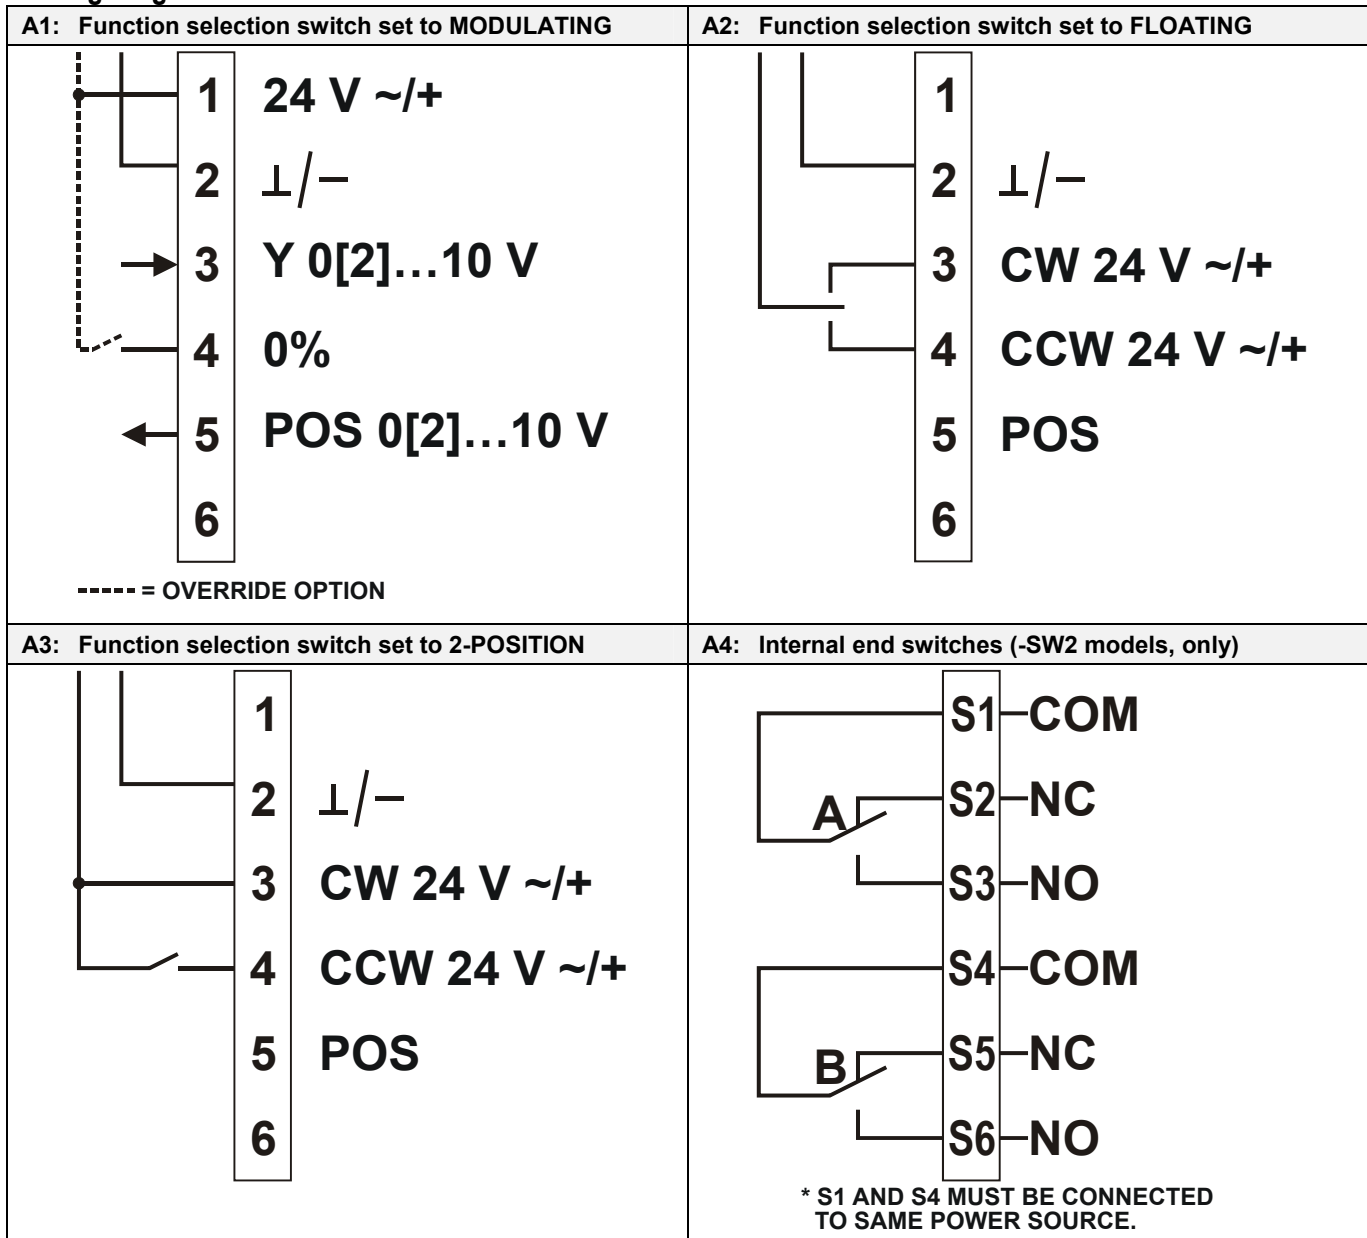 A1: Function selection switch set to MODULATING
1 24 V ~/+
2 ⊥/−
3 Y 0[2]…10 V
4 0%
5 POS 0[2]…10 V
6
= OVERRIDE OPTION
A2: Function selection switch set to FLOATING
1
2 ⊥/−
3 CW 24 V ~/+
4 CCW 24 V ~/+
5 POS
6
A3: Function selection switch set to 2-POSITION
1
2 ⊥/−
3 CW 24 V ~/+
4 CCW 24 V ~/+
5 POS
6
A4: Internal end switches (-SW2 models, only)
S1 COM
A S2 NC
S3 NO
S4 COM
B S5 NC
S6 NO
* S1 AND S4 MUST BE CONNECTED
TO SAME POWER SOURCE.